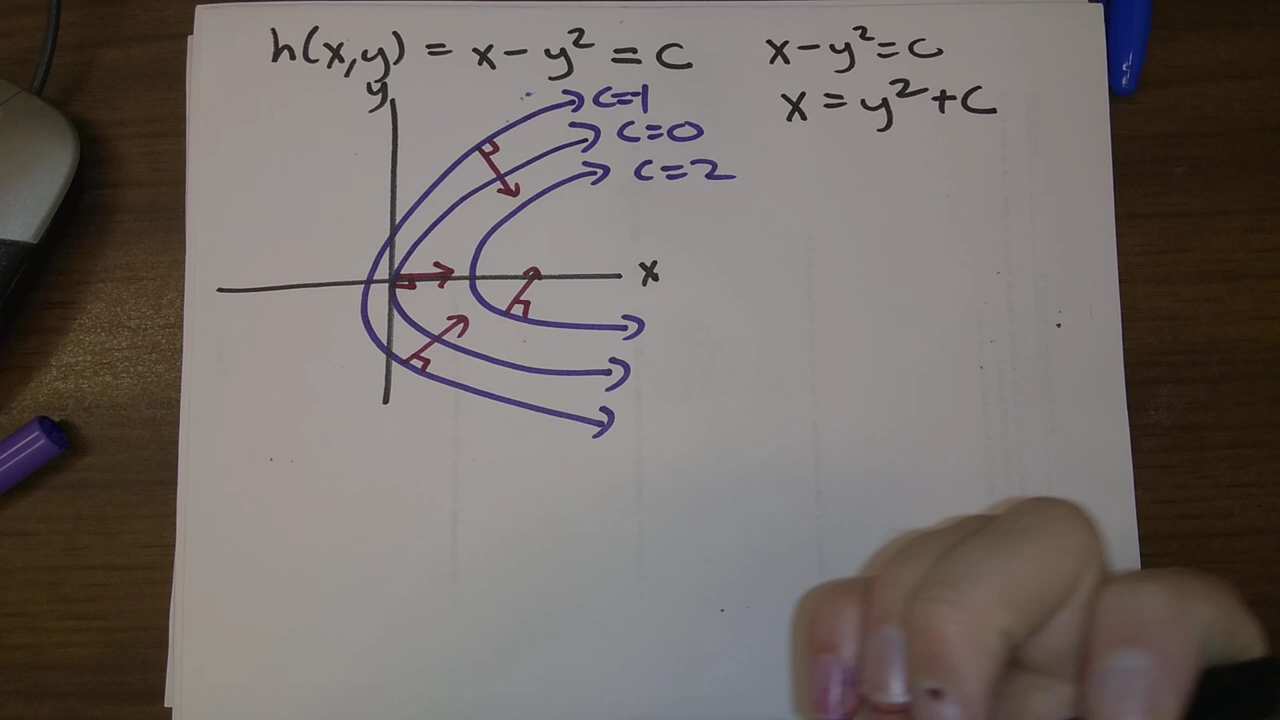 h(x,y) = x - y² = C
x - y² = C
x = y² + C
y
C=1
C=0
C=2
x